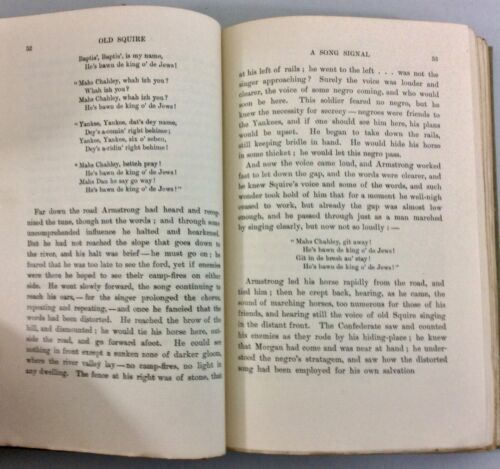 52
OLD SQUIRE
Baptis', Baptis', is my name,
He's bawn de king o' de Jews!
"Mahs Chahley, whah ish you?
Whah ish you?
Mahs Chahley, whah ish you?
He's bawn de king o' de Jews!
"Yankee, Yankee, dat's dey name,
Dey's a-comin' right behime;
Yankee, Yankee, six o' seben,
Dey's a-ridin' right behime!
"Mahs Chahley, betteh pray!
He's bawn de king o' de Jews!
Mahs Dan he say go way!
He's bawn de king o' de Jews!"
Far down the road Armstrong had heard and recog-
nised the tune, though not the words; and through some
uncomprehended influence he halted and hearkened.
But he had not reached the slope that goes down to
the river, and his halt was brief—he must go on; he
feared that he was too late to see the ford, yet if enemies
were there he hoped to see their camp-fires on either
side. He went slowly forward, the song continuing
to reach his ears,—for the singer prolonged the chorus,
repeating and repeating,—and once he fancied that the
words had been distorted. He reached the brow of the
hill, and dismounted; he would tie his horse here, out-
side the road, and go forward afoot. He could see
nothing in front except a sunken zone of darker gloom,
where the river valley lay—no camp-fires, no light in
any dwelling. The fence at his right was of stone, that
A SONG SIGNAL
53
at his left of rails; he went to the left . . . was not the
singer approaching? Surely the voice was louder and
clearer, the voice of some negro coming, and who would
soon be here. This soldier feared no negro, but he
knew the necessity for secrecy—negroes were friends to
the Yankees, and if one should see him here, his plans
would be upset. He began to take down the rails,
still keeping bridle in hand. He would hide his horse
in some thicket; he would let this negro pass.
And now the voice came loud, and Armstrong worked
fast to let down the gap, and the words were clearer, and
he knew Squire's voice and some of the words, and such
wonder took hold of him that for a moment he well-nigh
ceased to work, but already the gap was almost low
enough, and he passed through just as a man marched
by singing clearly, but now not so loudly:—
"Mahs Chahley, git away!
He's bawn de king o' de Jews!
Git in de brush an' stay!
He's bawn de king o' de Jews!"
Armstrong led his horse rapidly from the road, and
tied him; then he crept back, hearing, as he came, the
sound of marching horses, too numerous for those of his
friends, and hearing still the voice of old Squire singing
in the distant front. The Confederate saw and counted
his enemies as they rode by his hiding-place; he knew
that Morgan had come and was near at hand; he under-
stood the negro's stratagem, and saw how the distorted
song had been employed for his own salvation